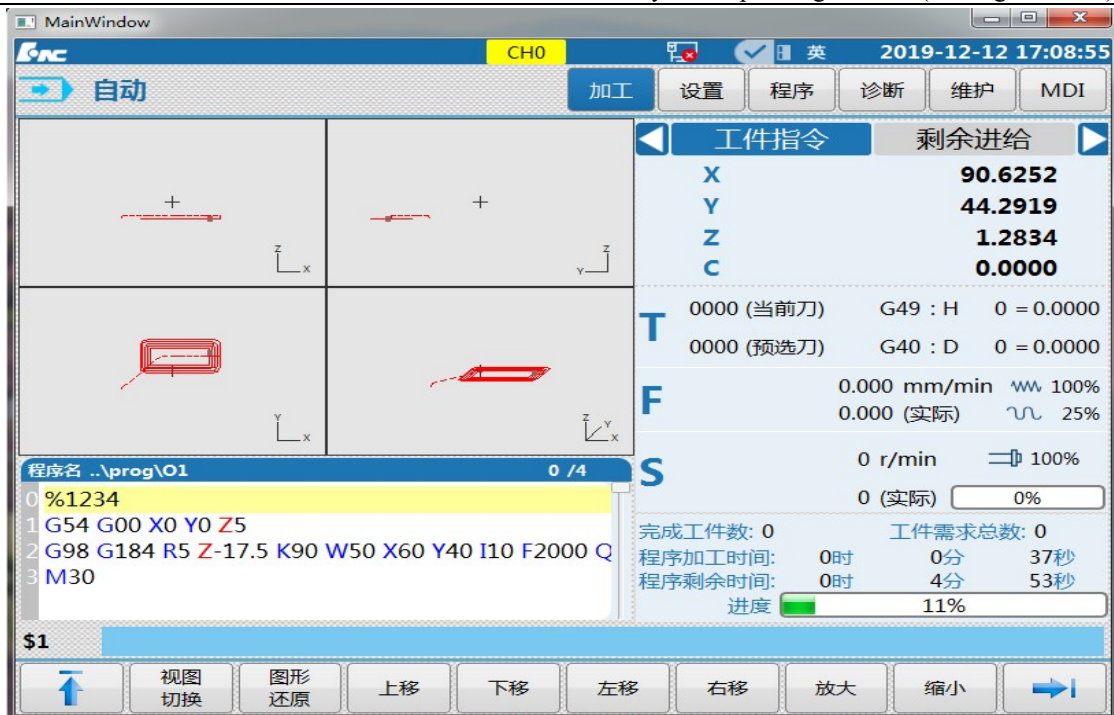 MainWindow
HNC CH0 英 2019-12-12 17:08:55
自动 加工 设置 程序 诊断 维护 MDI
工件指令 剩余进给
X 90.6252
Y 44.2919
Z 1.2834
C 0.0000
Z X
Z Y
Y X
Z Y X
T 0000 (当前刀) G49 : H 0 = 0.0000
0000 (预选刀) G40 : D 0 = 0.0000
F 0.000 mm/min 100%
0.000 (实际) 25%
S 0 r/min 100%
0 (实际) 0%
程序名 ..\prog\O1 0 /4
0 %1234
1 G54 G00 X0 Y0 Z5
2 G98 G184 R5 Z-17.5 K90 W50 X60 Y40 I10 F2000 Q
3 M30
完成工件数: 0 工件需求总数: 0
程序加工时间: 0时 0分 37秒
程序剩余时间: 0时 4分 53秒
进度 11%
$1
视图切换 图形还原 上移 下移 左移 右移 放大 缩小